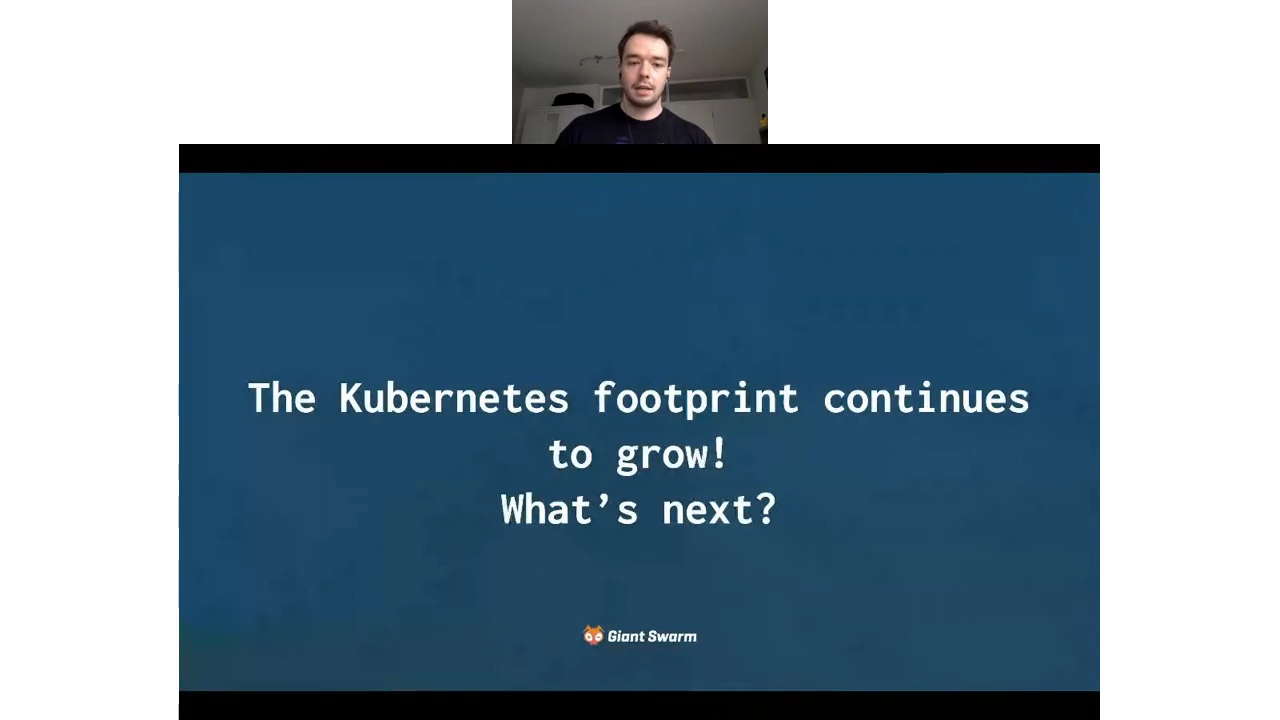 The Kubernetes footprint continues
to grow!
What's next?
Giant Swarm